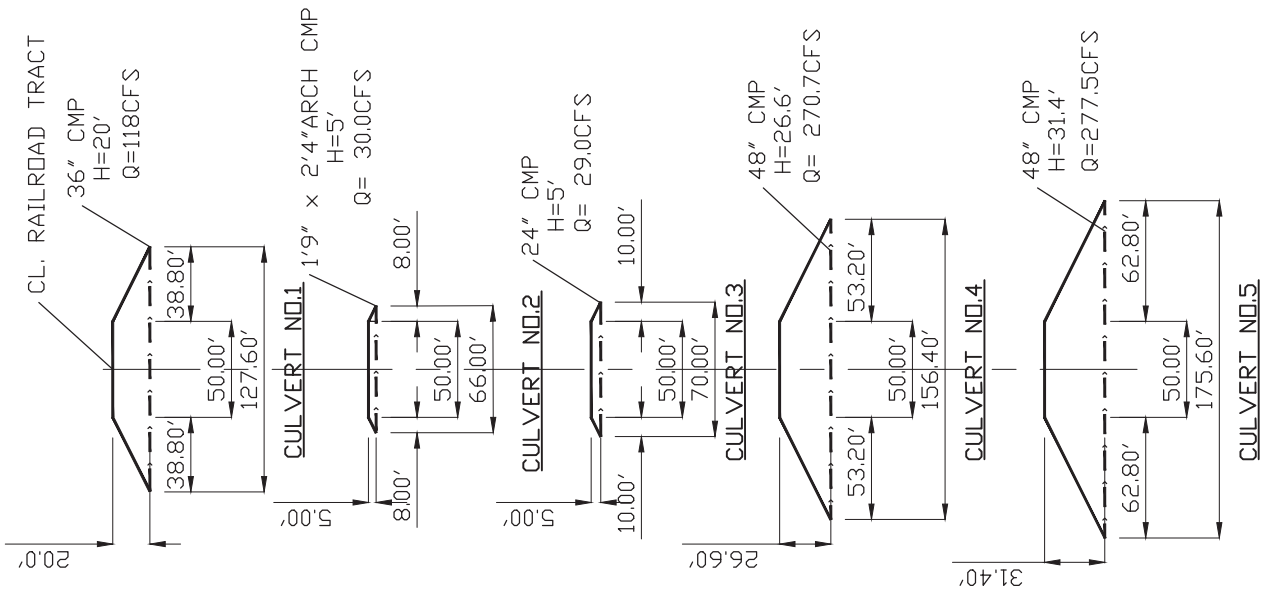 CL. RAILROAD TRACT
36" CMP
H=20'
Q=118CFS
20.0'
38.80'
38.80'
50.00'
127.60'
CULVERT NO.1
1'9" x 2'4"ARCH CMP
H=5'
Q= 30.0CFS
5.00'
8.00'
8.00'
50.00'
66.00'
CULVERT NO.2
24" CMP
H=5'
Q= 29.0CFS
5.00'
10.00'
10.00'
50.00'
70.00'
CULVERT NO.3
48" CMP
H=26.6'
Q= 270.7CFS
26.60'
53.20'
53.20'
50.00'
156.40'
CULVERT NO.4
48" CMP
H=31.4'
Q=277.5CFS
31.40'
62.80'
62.80'
50.00'
175.60'
CULVERT NO.5